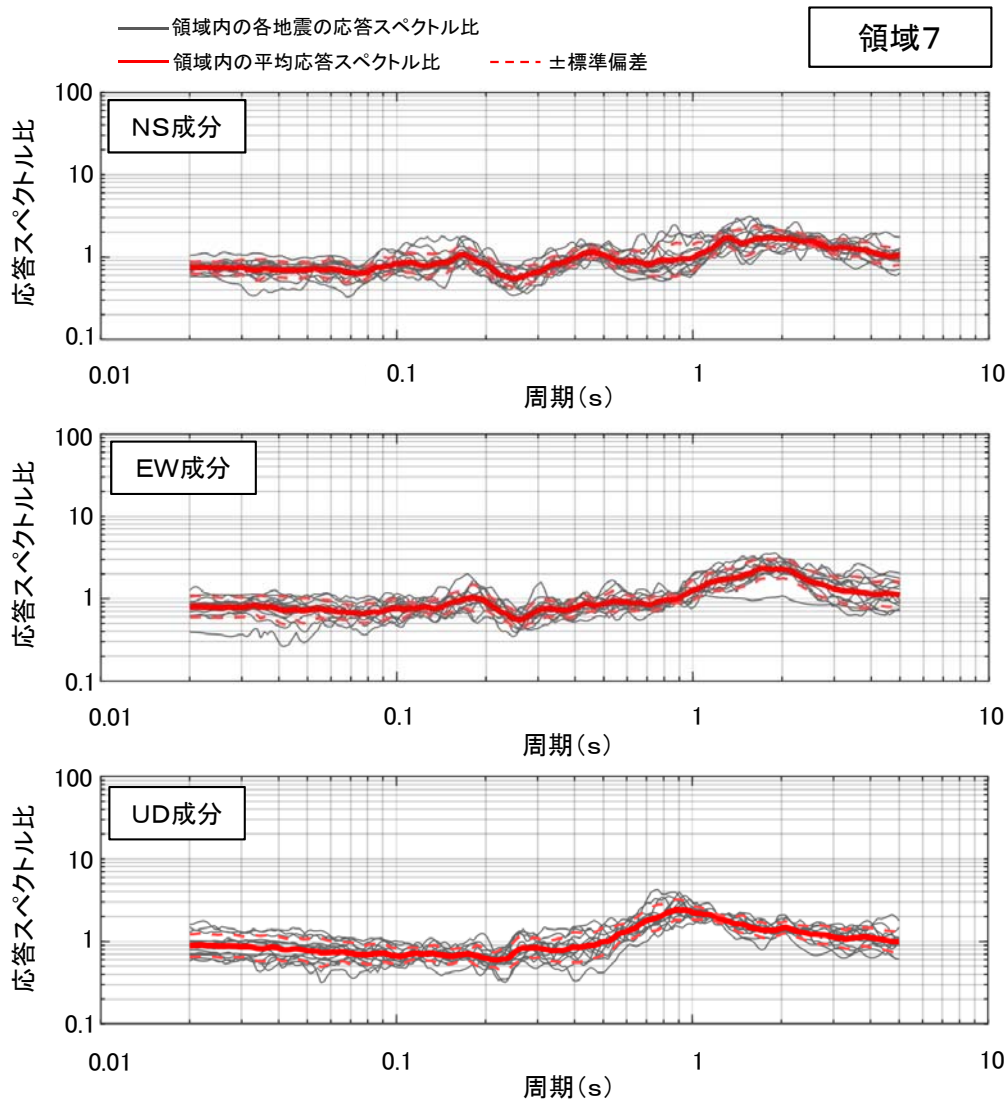 領域内の各地震の応答スペクトル比
領域内の平均応答スペクトル比 ±標準偏差
領域7
NS成分
応答スペクトル比
100
10
1
0.1
0.01 0.1 1 10
周期(s)
EW成分
応答スペクトル比
100
10
1
0.1
0.01 0.1 1 10
周期(s)
UD成分
応答スペクトル比
100
10
1
0.1
0.01 0.1 1 10
周期(s)